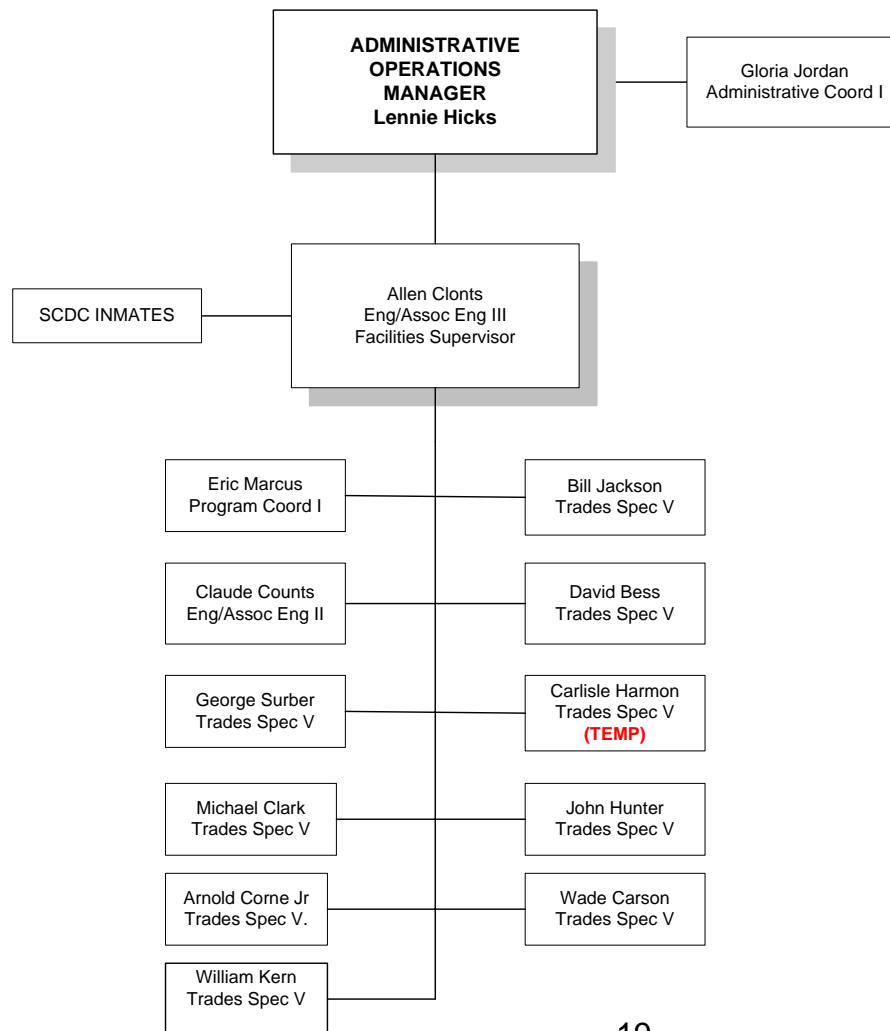 ADMINISTRATIVE
OPERATIONS
MANAGER
Lennie Hicks
Gloria Jordan
Administrative Coord I
Allen Clonts
Eng/Assoc Eng III
Facilities Supervisor
SCDC INMATES
Eric Marcus
Program Coord I
Bill Jackson
Trades Spec V
Claude Counts
Eng/Assoc Eng II
David Bess
Trades Spec V
George Surber
Trades Spec V
Carlisle Harmon
Trades Spec V
(TEMP)
Michael Clark
Trades Spec V
John Hunter
Trades Spec V
Arnold Corne Jr
Trades Spec V.
Wade Carson
Trades Spec V
William Kern
Trades Spec V